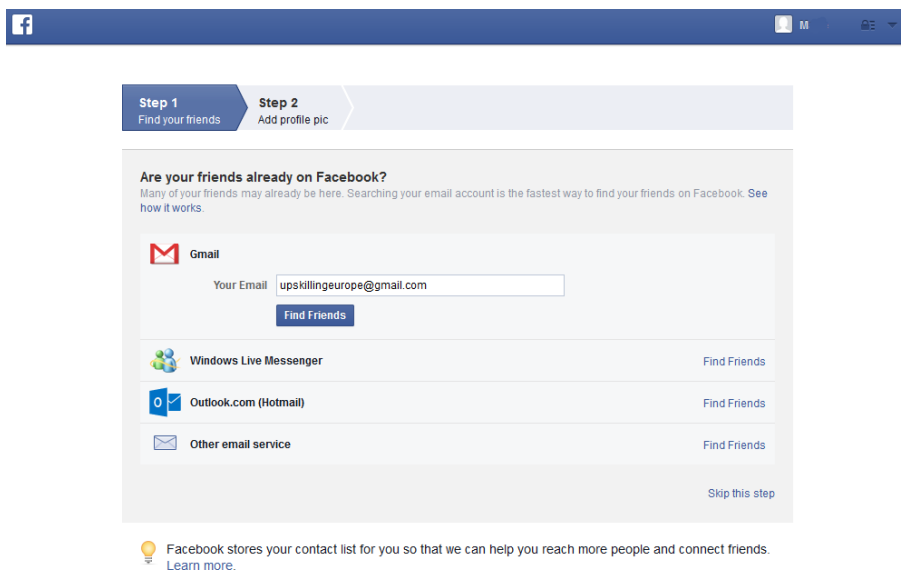 f
M
Step 1
Find your friends
Step 2
Add profile pic
Are your friends already on Facebook?
Many of your friends may already be here. Searching your email account is the fastest way to find your friends on Facebook. See
how it works.
Gmail
Your Email upskillingeurope@gmail.com
Find Friends
Windows Live Messenger Find Friends
Outlook.com (Hotmail) Find Friends
Other email service Find Friends
Skip this step
Facebook stores your contact list for you so that we can help you reach more people and connect friends.
Learn more.